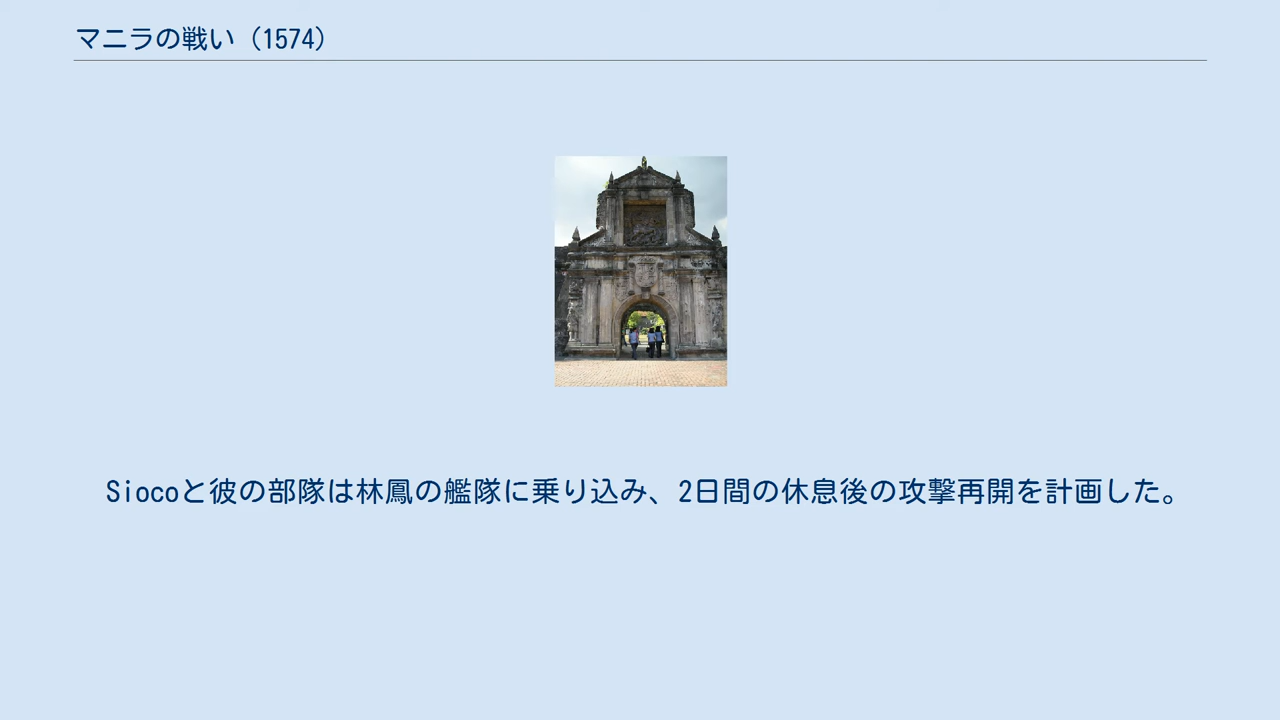 マニラの戦い（1574）
Siocoと彼の部隊は林鳳の艦隊に乗り込み、2日間の休息後の攻撃再開を計画した。